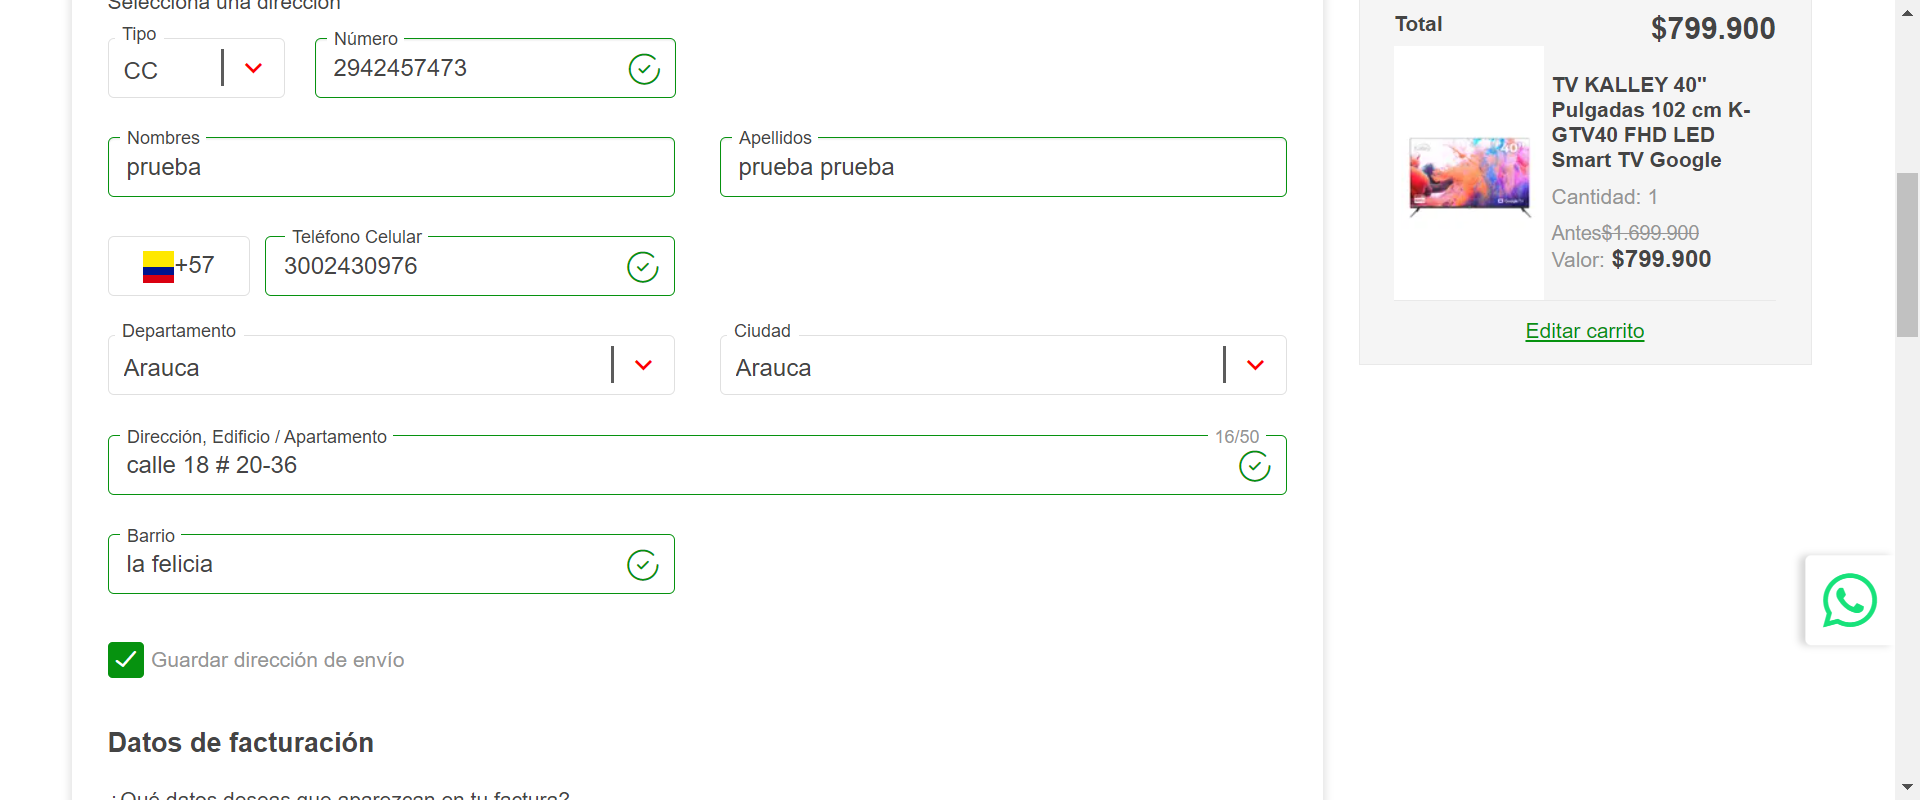 Selecciona una dirección
Tipo
CC
Número
2942457473
Nombres
prueba
Apellidos
prueba prueba
+57
Teléfono Celular
3002430976
Departamento
Arauca
Ciudad
Arauca
Dirección, Edificio / Apartamento
16/50
calle 18 # 20-36
Barrio
la felicia
Guardar dirección de envío
Datos de facturación
¿Qué datos deseas que aparezcan en tu factura?
Total
$799.900
TV KALLEY 40"
Pulgadas 102 cm K-
GTV40 FHD LED
Smart TV Google
Cantidad: 1
Antes$1.699.900
Valor: $799.900
Editar carrito